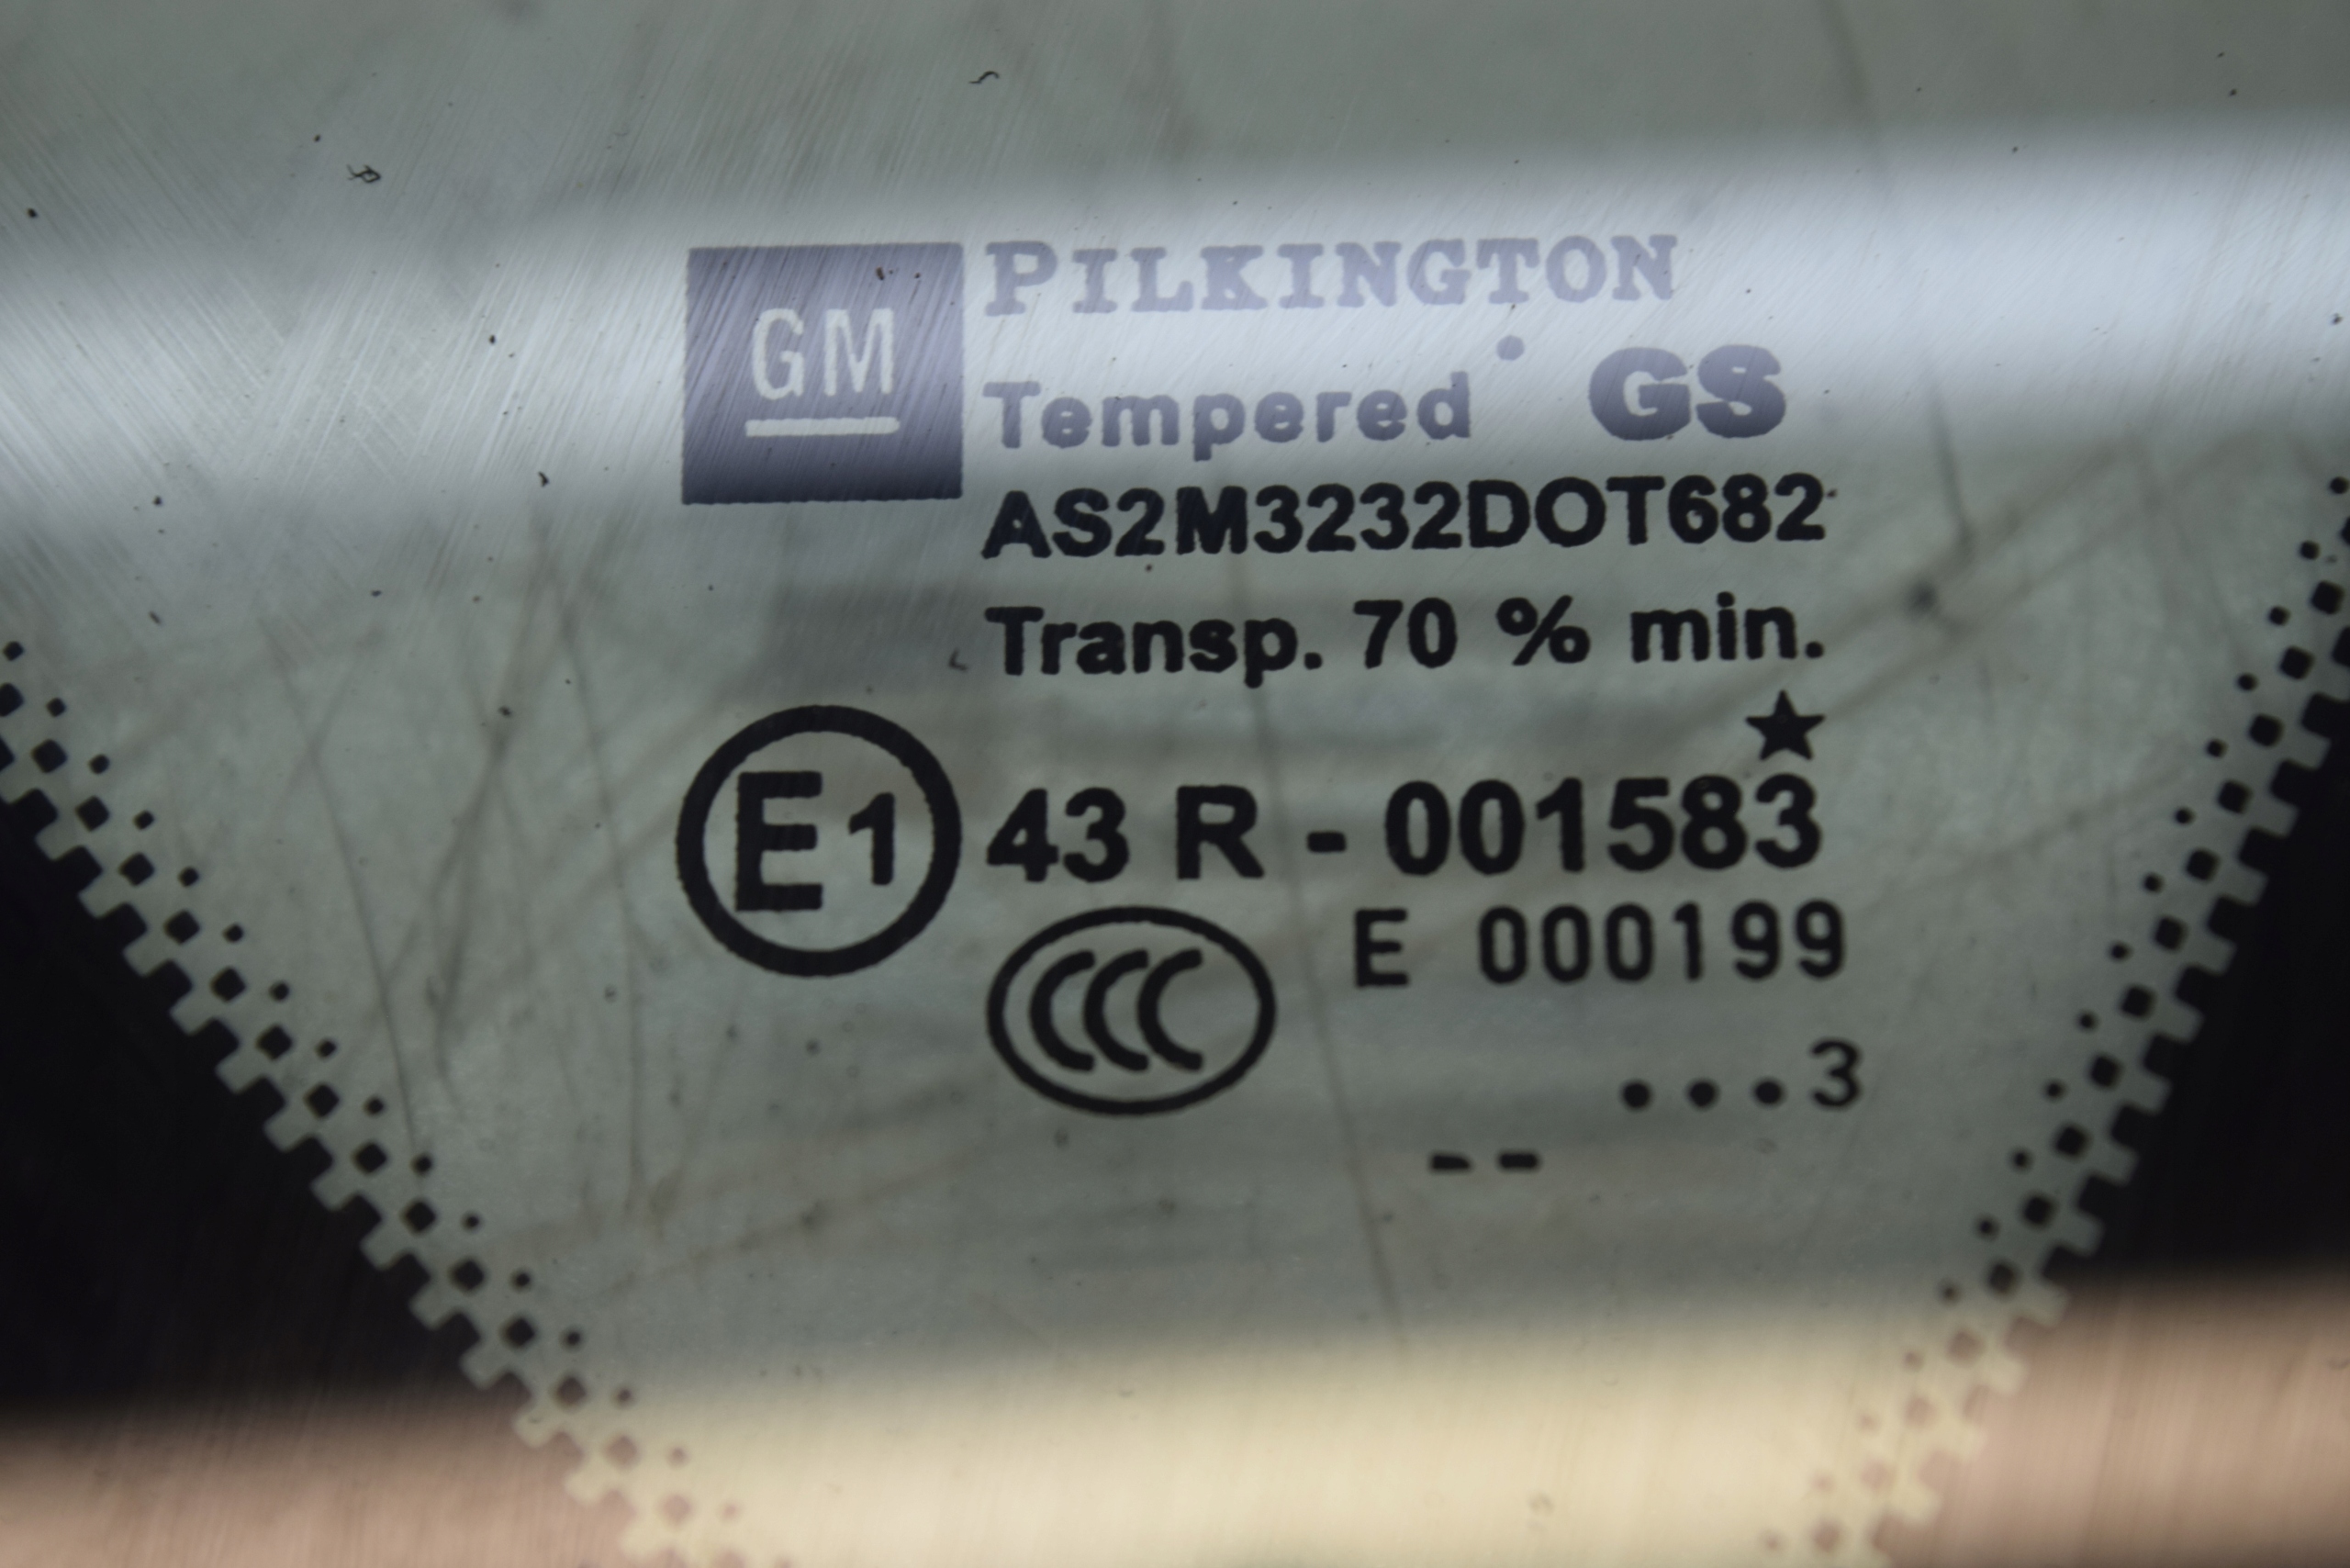 GM
PILKINGTON
Tempered GS
AS2M3232DOT682
Transp. 70 % min.
★
E1 43 R - 001583
CCC E 000199
...3
--